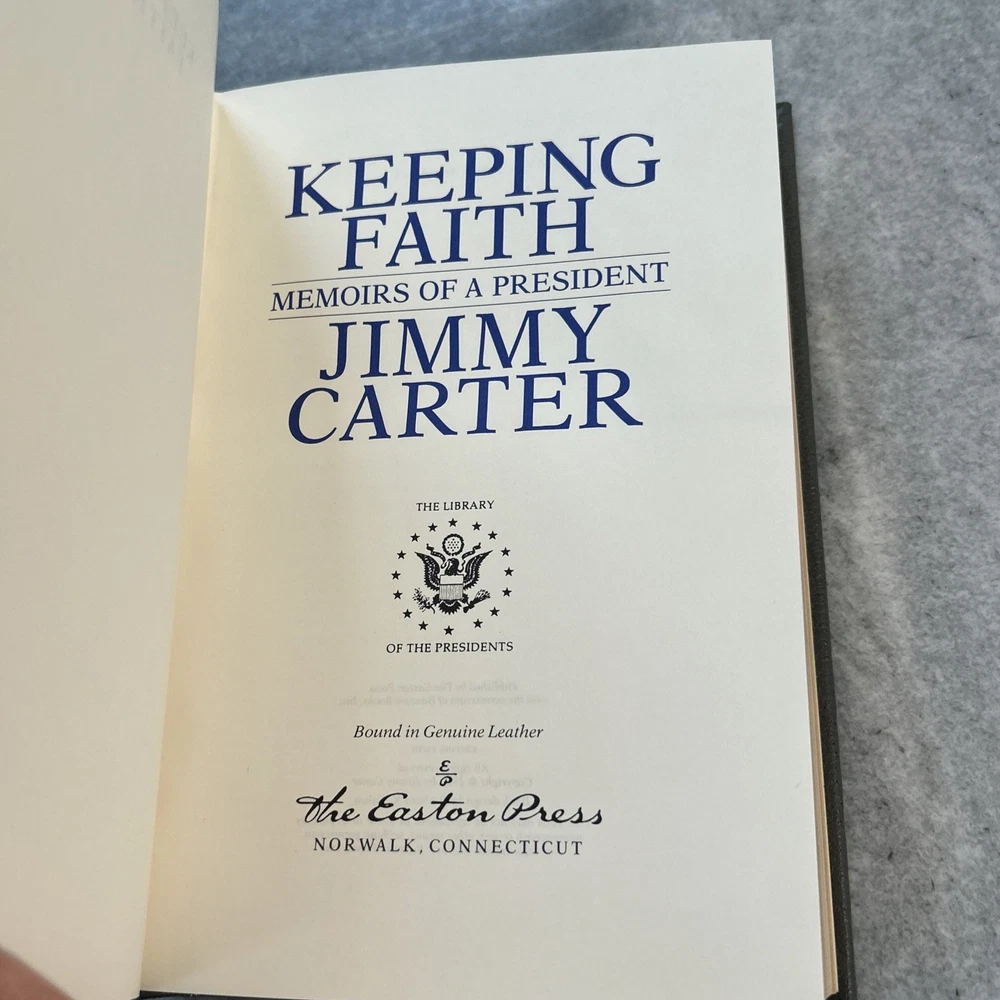 KEEPING
FAITH
MEMOIRS OF A PRESIDENT
JIMMY
CARTER
THE LIBRARY
OF THE PRESIDENTS
Bound in Genuine Leather
E
P
The Easton Press
NORWALK, CONNECTICUT